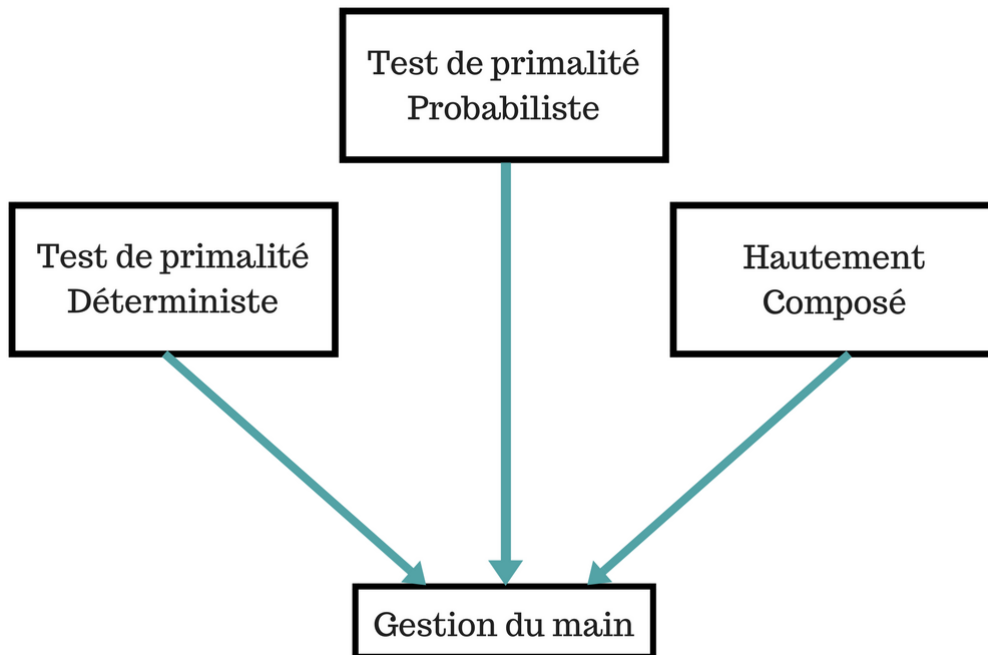 Test de primalité
Probabiliste
Test de primalité
Déterministe
Hautement
Composé
Gestion du main